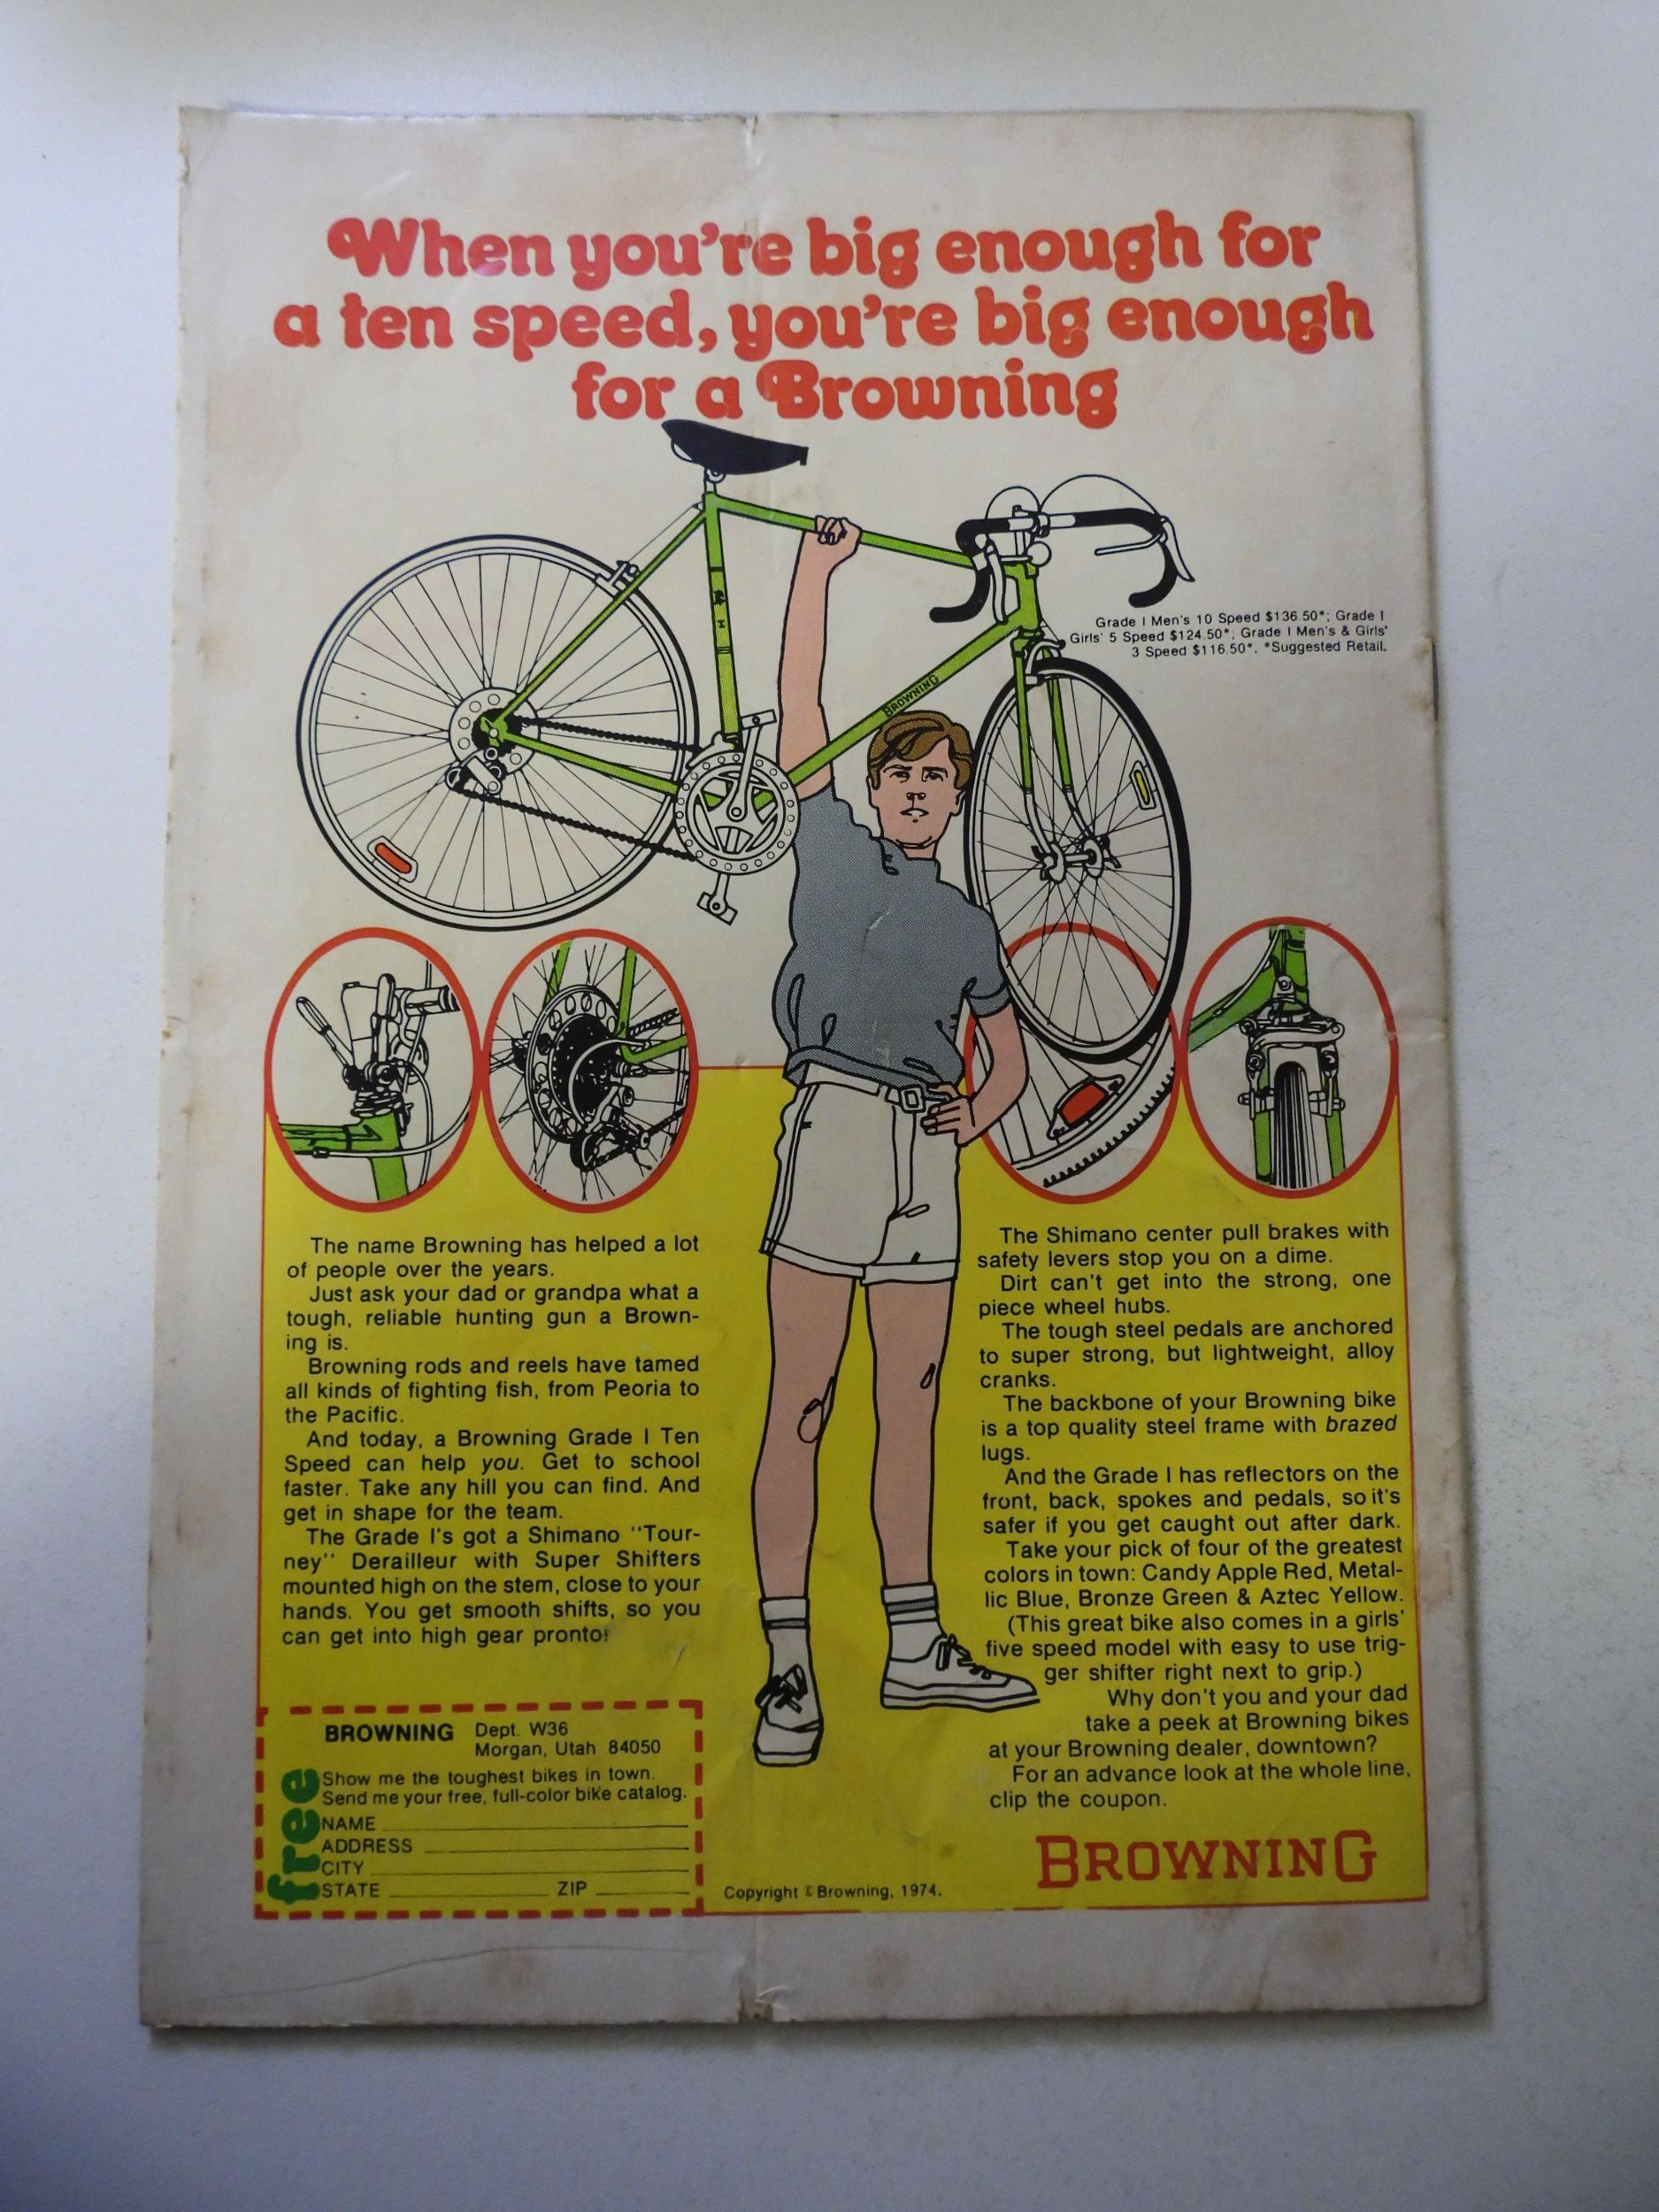 When you're big enough for
a ten speed, you're big enough
for a Browning
Grade I Men's 10 Speed $136.50*; Grade I
Girls' 5 Speed $124.50*; Grade I Men's & Girls'
3 Speed $116.50*. *Suggested Retail.
BROWNING
The name Browning has helped a lot
of people over the years.
Just ask your dad or grandpa what a
tough, reliable hunting gun a Brown-
ing is.
Browning rods and reels have tamed
all kinds of fighting fish, from Peoria to
the Pacific.
And today, a Browning Grade I Ten
Speed can help you. Get to school
faster. Take any hill you can find. And
get in shape for the team.
The Grade I's got a Shimano "Tour-
ney" Derailleur with Super Shifters
mounted high on the stem, close to your
hands. You get smooth shifts, so you
can get into high gear pronto!
The Shimano center pull brakes with
safety levers stop you on a dime.
Dirt can't get into the strong, one
piece wheel hubs.
The tough steel pedals are anchored
to super strong, but lightweight, alloy
cranks.
The backbone of your Browning bike
is a top quality steel frame with brazed
lugs.
And the Grade I has reflectors on the
front, back, spokes and pedals, so it's
safer if you get caught out after dark.
Take your pick of four of the greatest
colors in town: Candy Apple Red, Metal-
lic Blue, Bronze Green & Aztec Yellow.
(This great bike also comes in a girls'
five speed model with easy to use trig-
ger shifter right next to grip.)
Why don't you and your dad
take a peek at Browning bikes
at your Browning dealer, downtown?
For an advance look at the whole line,
clip the coupon.
BROWNING Dept. W36
Morgan, Utah 84050
free
Show me the toughest bikes in town.
Send me your free, full-color bike catalog.
NAME
ADDRESS
CITY
STATE ZIP
Copyright © Browning, 1974.
BROWNING